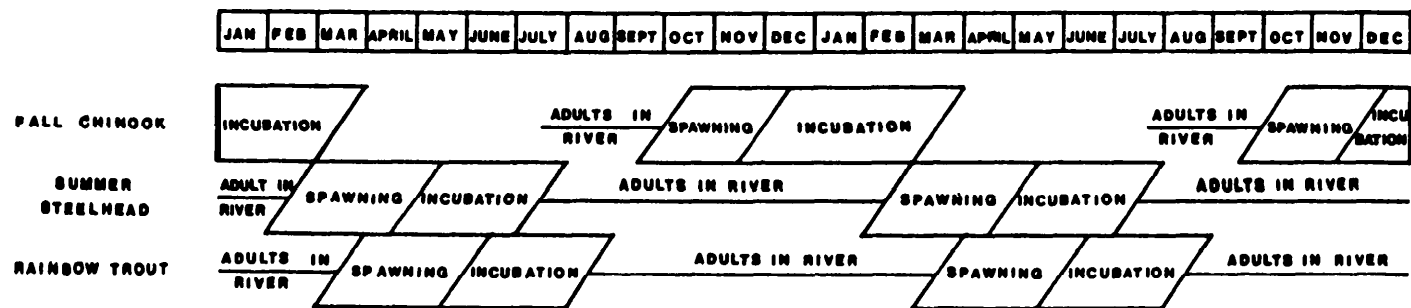 JAN FEB MAR APRIL MAY JUNE JULY AUG SEPT OCT NOV DEC JAN FEB MAR APRIL MAY JUNE JULY AUG SEPT OCT NOV DEC
FALL CHINOOK
INCUBATION
ADULTS IN
RIVER
SPAWNING
INCUBATION
ADULTS IN
RIVER
SPAWNING
INCU
BATION
SUMMER
STEELHEAD
ADULT IN
RIVER
SPAWNING
INCUBATION
ADULTS IN RIVER
SPAWNING
INCUBATION
ADULTS IN RIVER
RAINBOW TROUT
ADULTS IN
RIVER
SPAWNING
INCUBATION
ADULTS IN RIVER
SPAWNING
INCUBATION
ADULTS IN RIVER